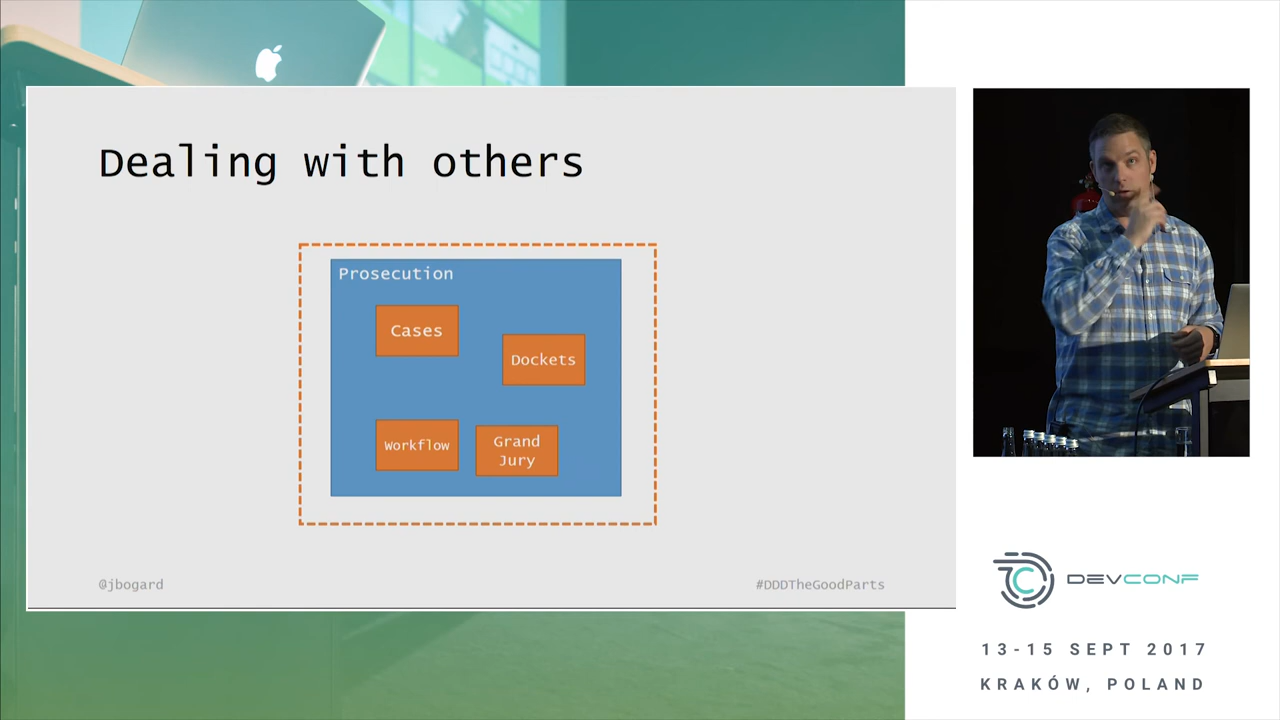 Dealing with others
Prosecution
Cases
Dockets
Workflow
Grand
Jury
@jbogard
#DDDTheGoodParts
DEVCONF
13-15 SEPT 2017
KRAKÓW, POLAND